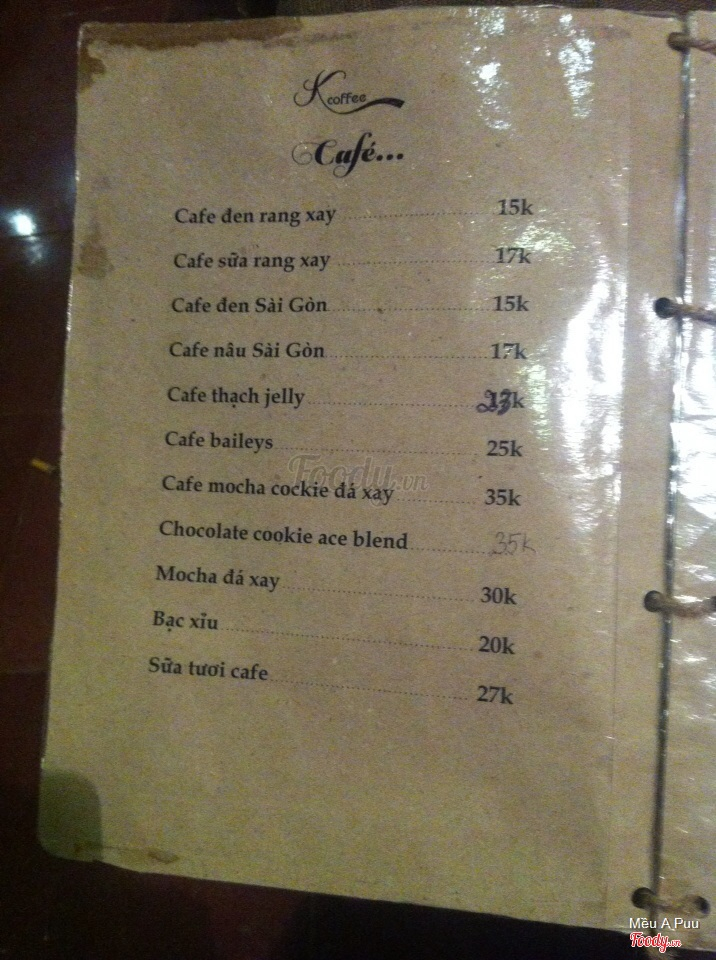 K coffee
Café...
Cafe đen rang xay 15k
Cafe sữa rang xay 17k
Cafe đen Sài Gòn 15k
Cafe nâu Sài Gòn 17k
Cafe thạch jelly 23k
Cafe baileys 25k
Cafe mocha cockie đá xay 35k
Chocolate cookie ace blend 35k
Mocha đá xay 30k
Bạc xỉu 20k
Sữa tươi cafe 27k
Foody.vn
Mều A Puu
Foody.vn